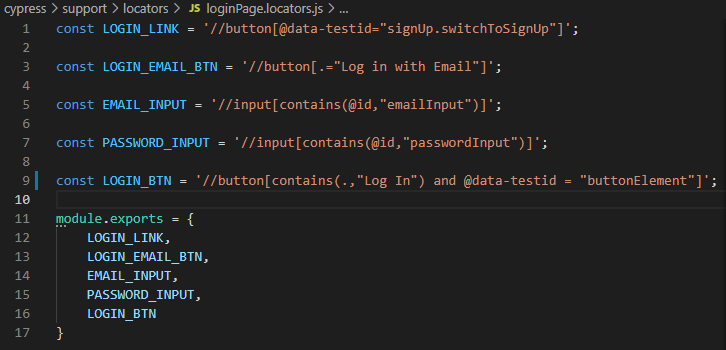 cypress > support > locators > JS loginPage.locators.js > ...
1 const LOGIN_LINK = '//button[@data-testid="signUp.switchToSignUp"]';
2
3 const LOGIN_EMAIL_BTN = '//button[.="Log in with Email"]';
4
5 const EMAIL_INPUT = '//input[contains(@id,"emailInput")]';
6
7 const PASSWORD_INPUT = '//input[contains(@id,"passwordInput")]';
8
9 const LOGIN_BTN = '//button[contains(.,"Log In") and @data-testid = "buttonElement"]';
10
11 module.exports = {
12     LOGIN_LINK,
13     LOGIN_EMAIL_BTN,
14     EMAIL_INPUT,
15     PASSWORD_INPUT,
16     LOGIN_BTN
17 }